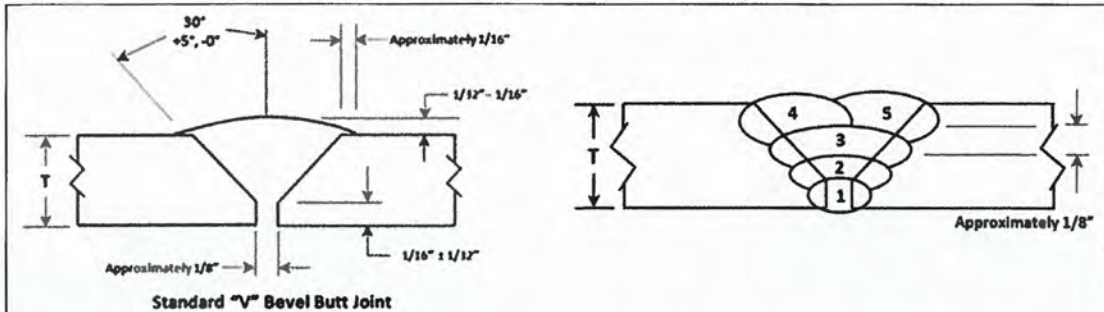 30°
+5°, -0°
Approximately 1/16"
1/32" - 1/16"
T
Approximately 1/8"
1/16" ± 1/32"
Standard "V" Bevel Butt Joint
4
5
3
2
1
T
Approximately 1/8"